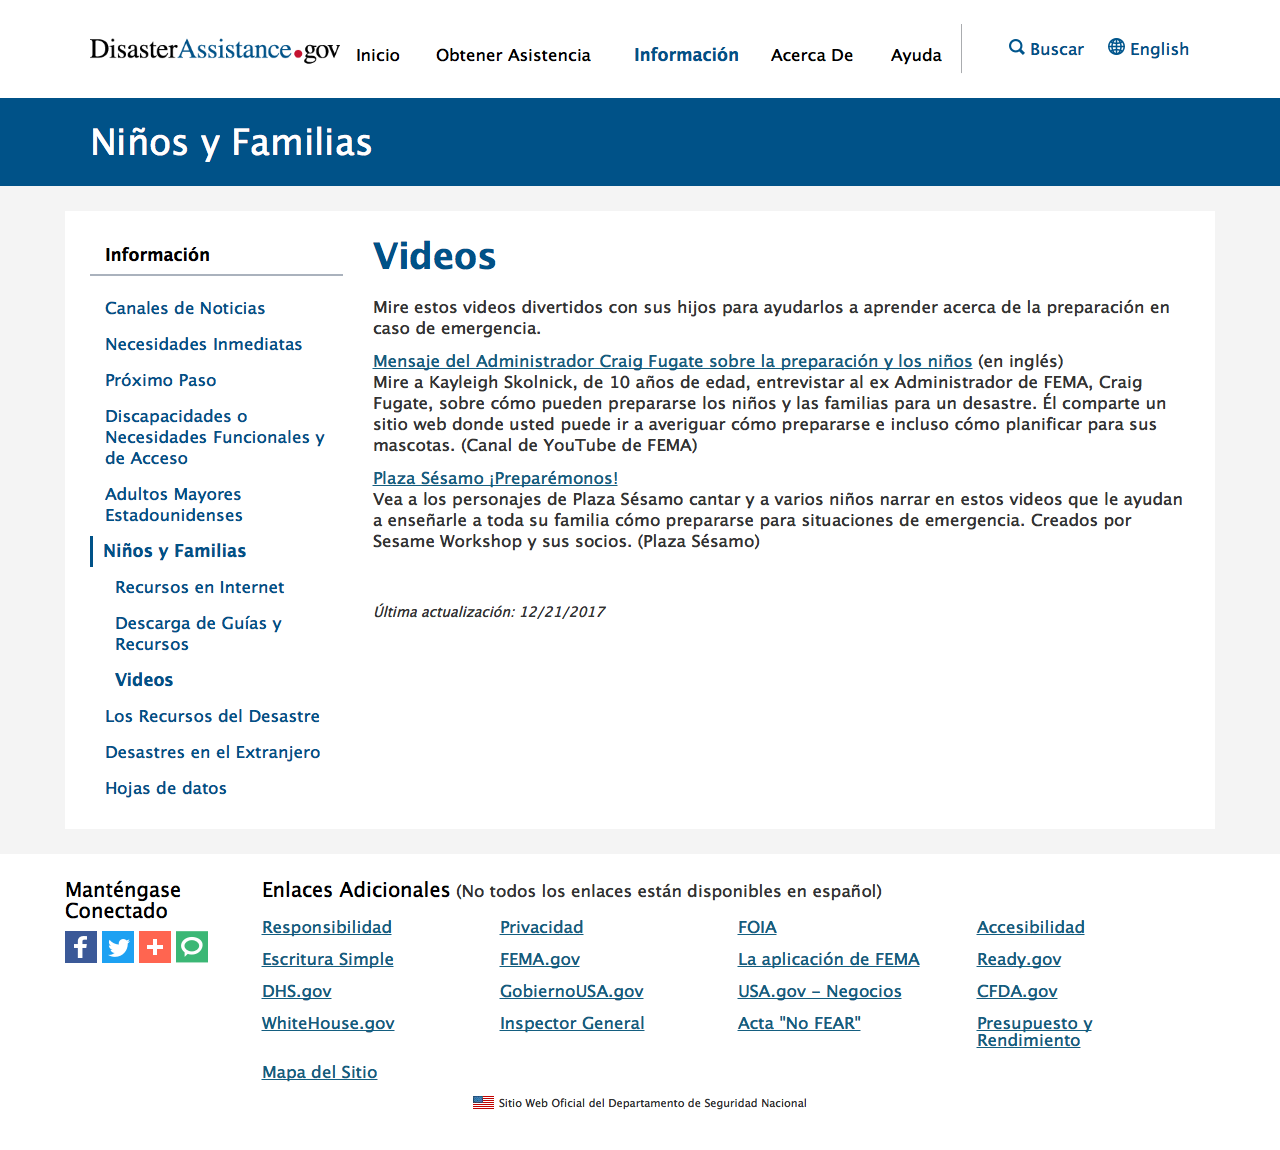 DisasterAssistance.gov Inicio Obtener Asistencia Información Acerca De Ayuda Buscar English
Niños y Familias
Información
Canales de Noticias
Necesidades Inmediatas
Próximo Paso
Discapacidades o
Necesidades Funcionales y
de Acceso
Adultos Mayores
Estadounidenses
Niños y Familias
Recursos en Internet
Descarga de Guías y
Recursos
Videos
Los Recursos del Desastre
Desastres en el Extranjero
Hojas de datos
Videos
Mire estos videos divertidos con sus hijos para ayudarlos a aprender acerca de la preparación en
caso de emergencia.
Mensaje del Administrador Craig Fugate sobre la preparación y los niños (en inglés)
Mire a Kayleigh Skolnick, de 10 años de edad, entrevistar al ex Administrador de FEMA, Craig
Fugate, sobre cómo pueden prepararse los niños y las familias para un desastre. Él comparte un
sitio web donde usted puede ir a averiguar cómo prepararse e incluso cómo planificar para sus
mascotas. (Canal de YouTube de FEMA)
Plaza Sésamo ¡Preparémonos!
Vea a los personajes de Plaza Sésamo cantar y a varios niños narrar en estos videos que le ayudan
a enseñarle a toda su familia cómo prepararse para situaciones de emergencia. Creados por
Sesame Workshop y sus socios. (Plaza Sésamo)
Última actualización: 12/21/2017
Manténgase
Conectado
Enlaces Adicionales (No todos los enlaces están disponibles en español)
Responsibilidad Privacidad FOIA Accesibilidad
Escritura Simple FEMA.gov La aplicación de FEMA Ready.gov
DHS.gov GobiernoUSA.gov USA.gov – Negocios CFDA.gov
WhiteHouse.gov Inspector General Acta "No FEAR" Presupuesto y
Rendimiento
Mapa del Sitio
Sitio Web Oficial del Departamento de Seguridad Nacional